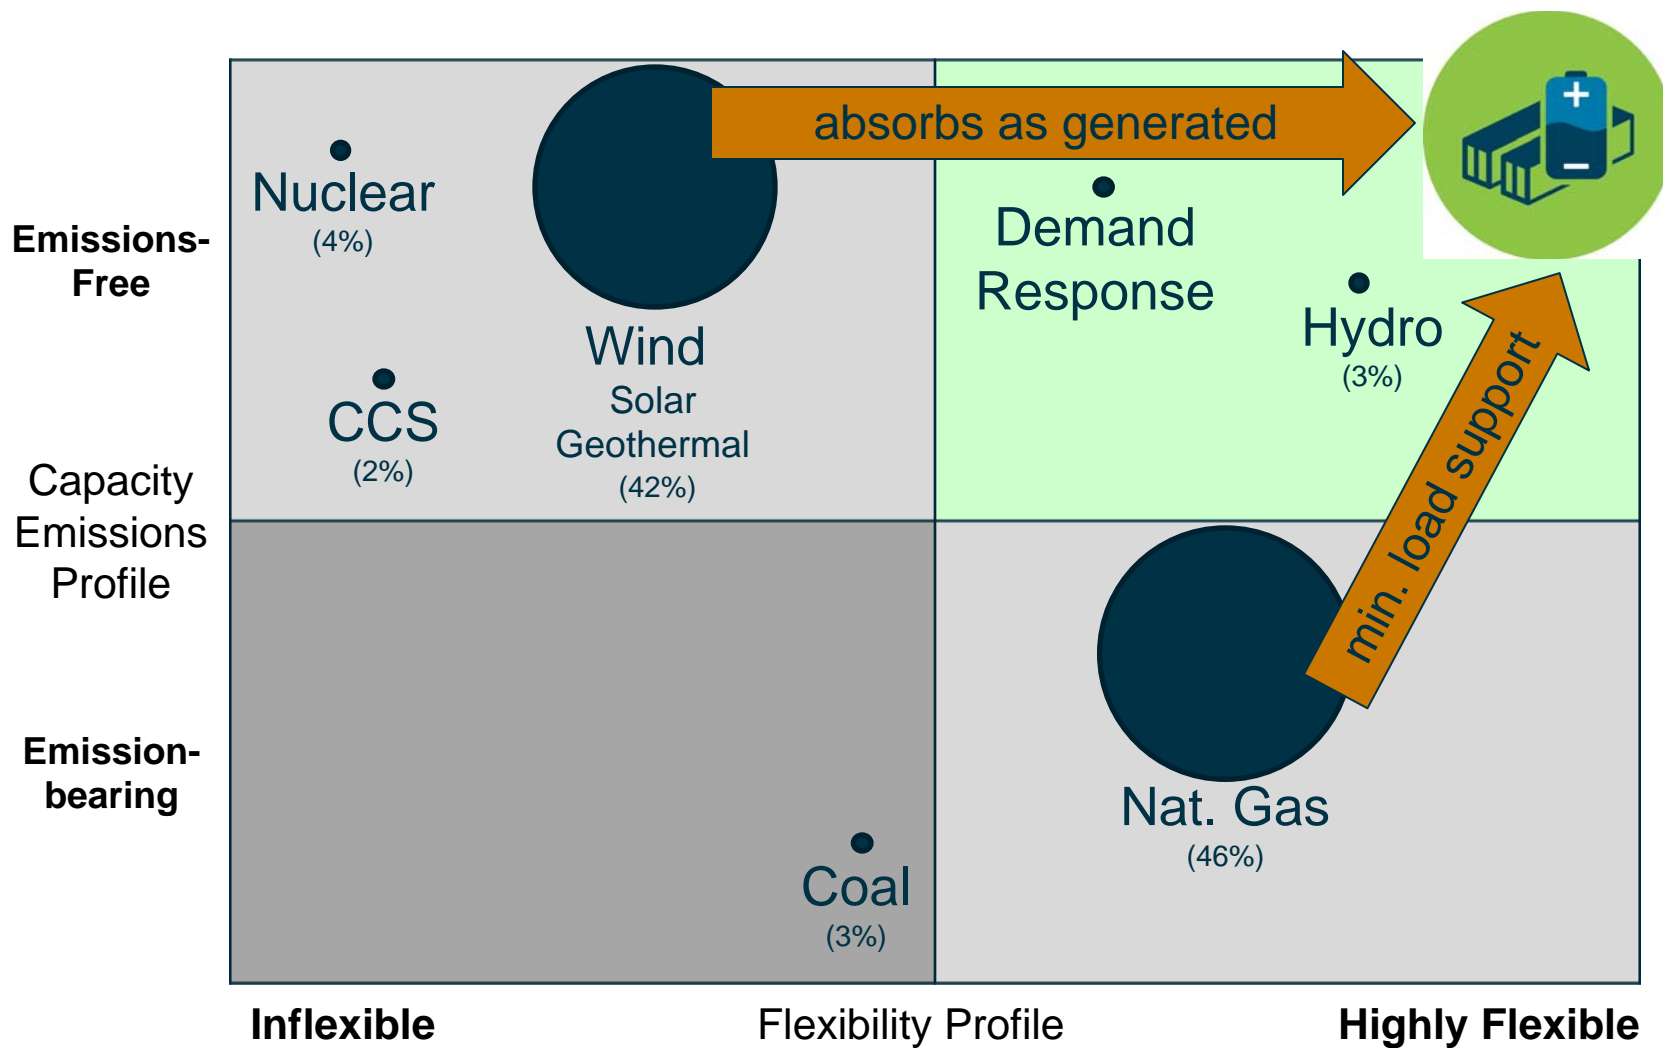 absorbs as generated
+
−
Nuclear
(4%)
Demand
Response
Emissions-
Free
Wind
Solar
Geothermal
(42%)
Hydro
(3%)
CCS
(2%)
min. load support
Capacity
Emissions
Profile
Emission-
bearing
Nat. Gas
(46%)
Coal
(3%)
Inflexible
Flexibility Profile
Highly Flexible